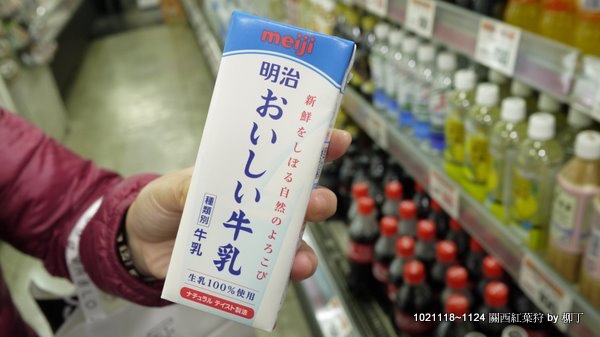 meiji
明治
おいしい牛乳
新鮮をしぼる自然のよろこび
種類別 牛乳
生乳100%使用
ナチュラル テイスト製法
1021118~1124 關西紅葉狩 by 柳丁